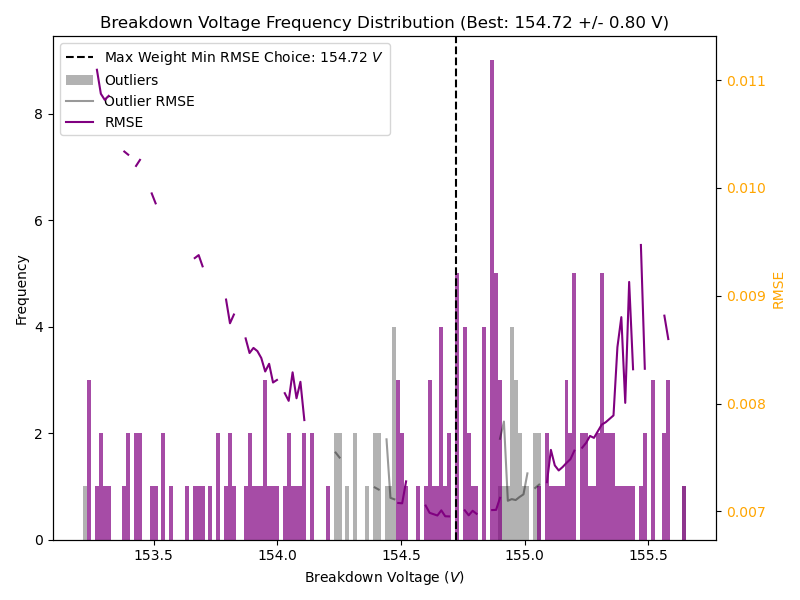 Breakdown Voltage Frequency Distribution (Best: 154.72 +/- 0.80 V)
Max Weight Min RMSE Choice: 154.72 V
Outliers
Outlier RMSE
RMSE
Frequency
0
2
4
6
8
0.007
0.008
0.009
0.010
0.011
RMSE
153.5
154.0
154.5
155.0
155.5
Breakdown Voltage (V)